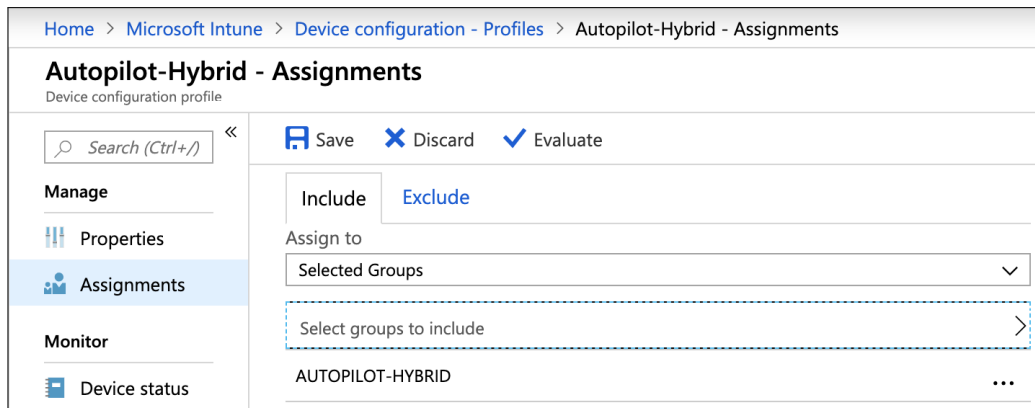 Home > Microsoft Intune > Device configuration - Profiles > Autopilot-Hybrid - Assignments
Autopilot-Hybrid - Assignments
Device configuration profile
Search (Ctrl+/)
«
Save Discard Evaluate
Manage
Include Exclude
Properties
Assign to
Assignments
Selected Groups
Select groups to include
Monitor
AUTOPILOT-HYBRID
...
Device status